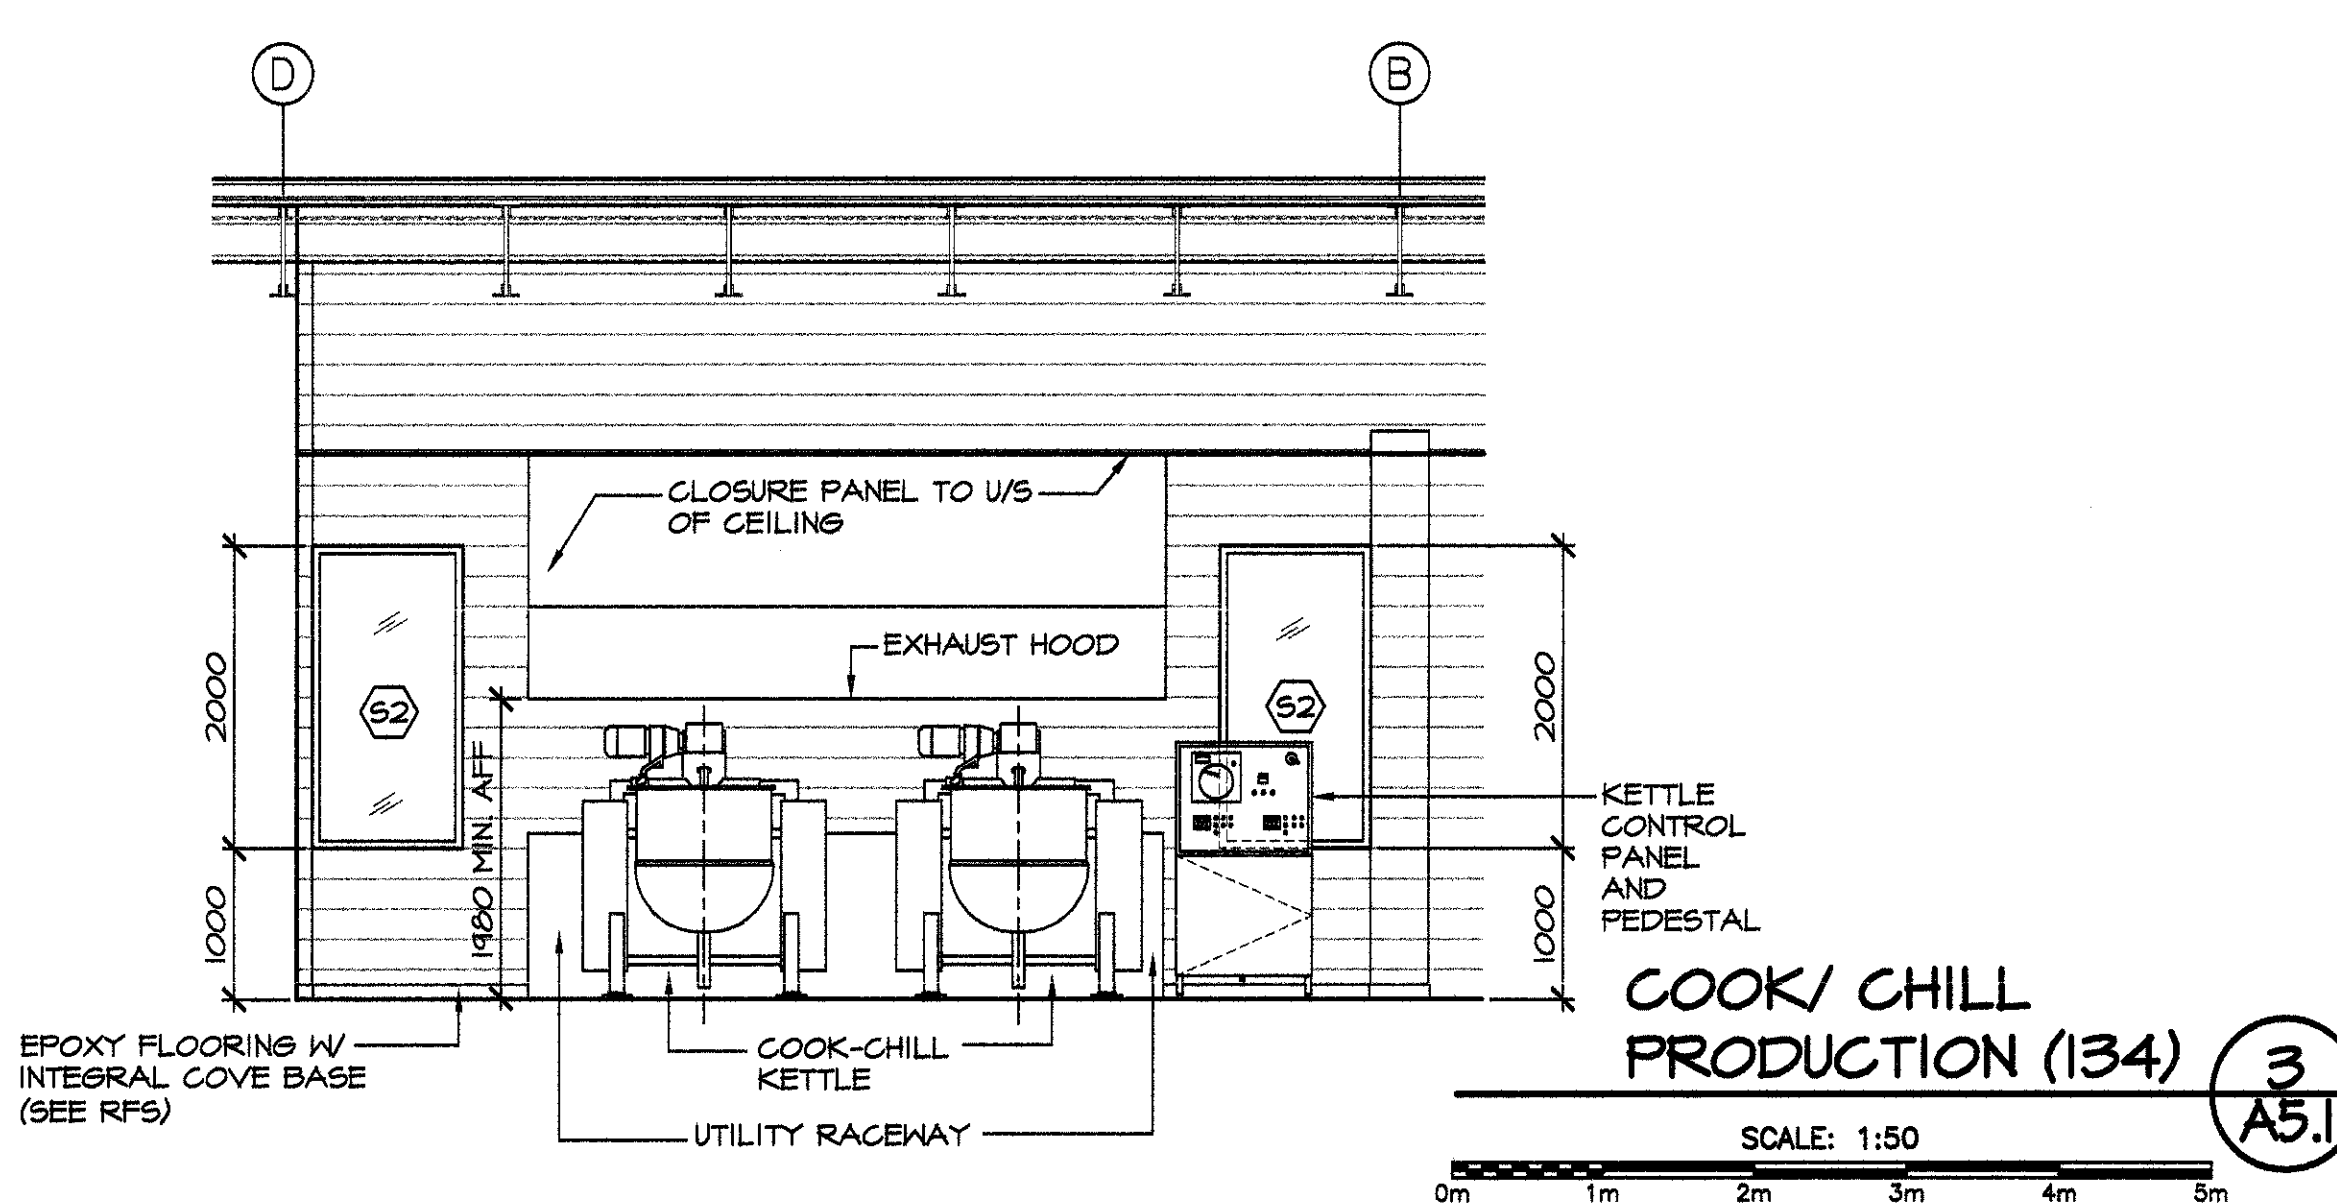 D
B
CLOSURE PANEL TO U/S
OF CEILING
EXHAUST HOOD
2000
1000
S2
1980 MIN. AFF
S2
2000
1000
KETTLE
CONTROL
PANEL
AND
PEDESTAL
EPOXY FLOORING W/
INTEGRAL COVE BASE
(SEE RFS)
COOK-CHILL
KETTLE
UTILITY RACEWAY
COOK/ CHILL
PRODUCTION (134)
3
A5.1
SCALE: 1:50
0m 1m 2m 3m 4m 5m